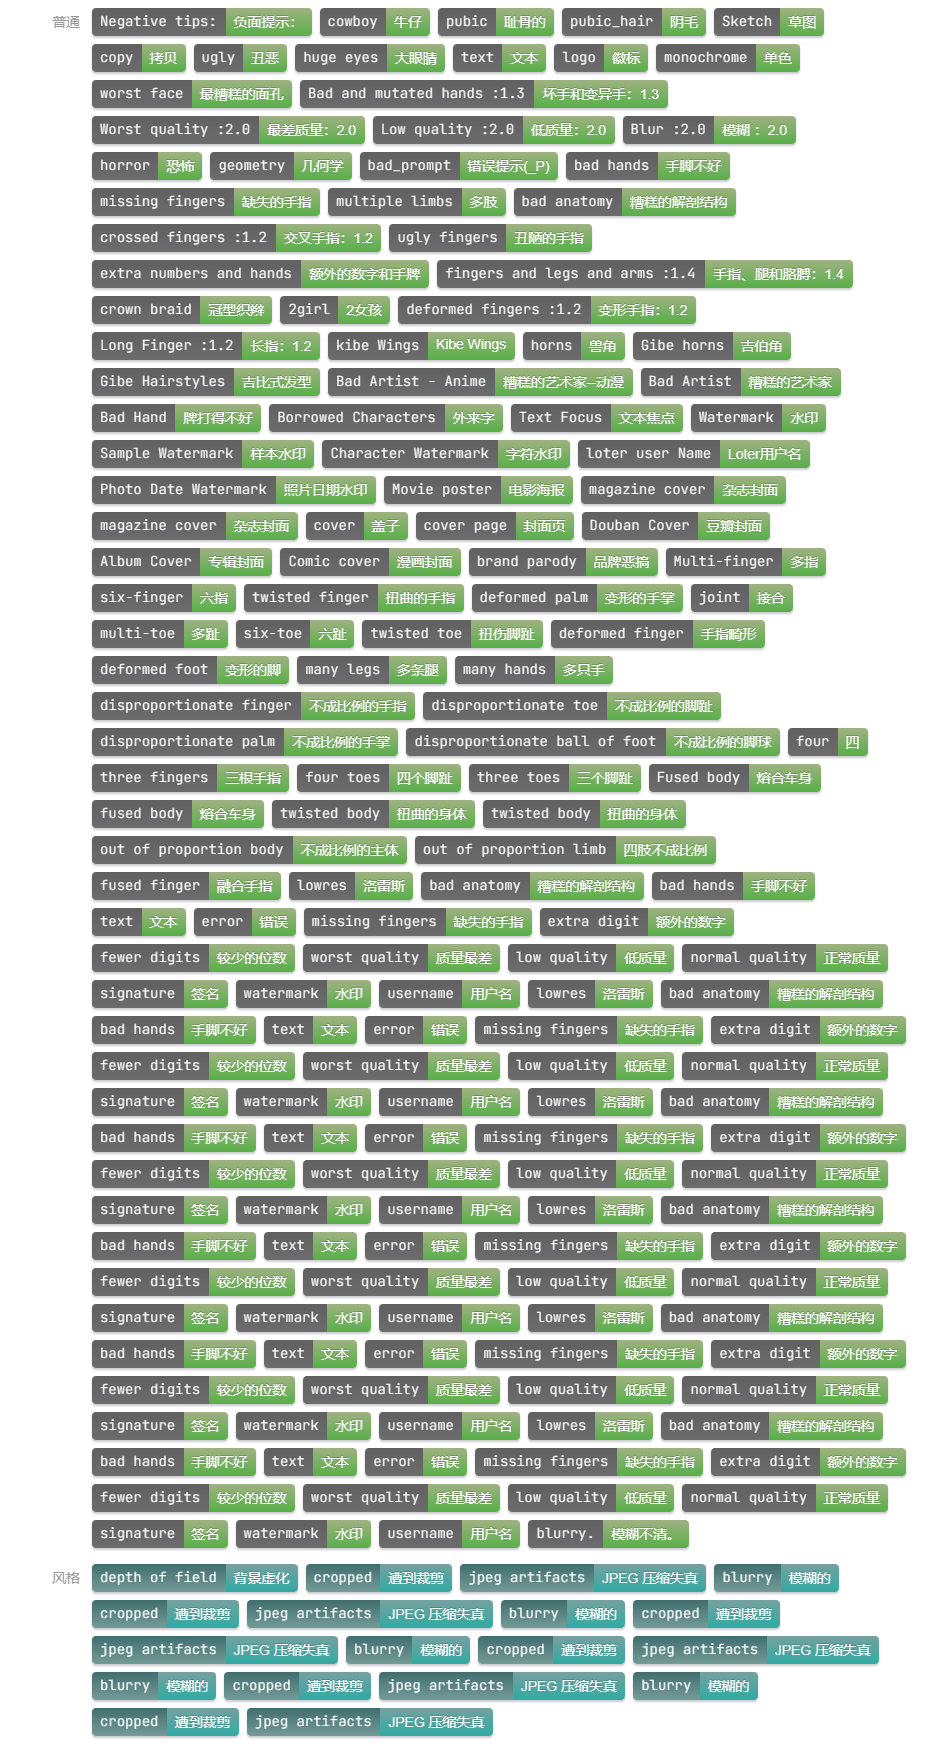 普通 Negative tips: 负面提示： cowboy 牛仔 pubic 耻骨的 pubic_hair 阴毛 Sketch 草图
copy 拷贝 ugly 丑恶 huge eyes 大眼睛 text 文本 logo 徽标 monochrome 单色
worst face 最糟糕的面孔 Bad and mutated hands :1.3 坏手和变异手：1.3
Worst quality :2.0 最差质量：2.0 Low quality :2.0 低质量：2.0 Blur :2.0 模糊 ：2.0
horror 恐怖 geometry 几何学 bad_prompt 错误提示(_P) bad hands 手脚不好
missing fingers 缺失的手指 multiple limbs 多肢 bad anatomy 糟糕的解剖结构
crossed fingers :1.2 交叉手指：1.2 ugly fingers 丑陋的手指
extra numbers and hands 额外的数字和手牌 fingers and legs and arms :1.4 手指、腿和胳膊：1.4
crown braid 冠型织辫 2girl 2女孩 deformed fingers :1.2 变形手指：1.2
Long Finger :1.2 长指：1.2 kibe Wings Kibe Wings horns 兽角 Gibe horns 吉伯角
Gibe Hairstyles 吉比式发型 Bad Artist - Anime 糟糕的艺术家–动漫 Bad Artist 糟糕的艺术家
Bad Hand 牌打得不好 Borrowed Characters 外来字 Text Focus 文本焦点 Watermark 水印
Sample Watermark 样本水印 Character Watermark 字符水印 loter user Name Loter用户名
Photo Date Watermark 照片日期水印 Movie poster 电影海报 magazine cover 杂志封面
magazine cover 杂志封面 cover 盖子 cover page 封面页 Douban Cover 豆瓣封面
Album Cover 专辑封面 Comic cover 漫画封面 brand parody 品牌恶搞 Multi-finger 多指
six-finger 六指 twisted finger 扭曲的手指 deformed palm 变形的手掌 joint 接合
multi-toe 多趾 six-toe 六趾 twisted toe 扭伤脚趾 deformed finger 手指畸形
deformed foot 变形的脚 many legs 多条腿 many hands 多只手
disproportionate finger 不成比例的手指 disproportionate toe 不成比例的脚趾
disproportionate palm 不成比例的手掌 disproportionate ball of foot 不成比例的脚球 four 四
three fingers 三根手指 four toes 四个脚趾 three toes 三个脚趾 Fused body 熔合车身
fused body 熔合车身 twisted body 扭曲的身体 twisted body 扭曲的身体
out of proportion body 不成比例的主体 out of proportion limb 四肢不成比例
fused finger 融合手指 lowres 洛雷斯 bad anatomy 糟糕的解剖结构 bad hands 手脚不好
text 文本 error 错误 missing fingers 缺失的手指 extra digit 额外的数字
fewer digits 较少的位数 worst quality 质量最差 low quality 低质量 normal quality 正常质量
signature 签名 watermark 水印 username 用户名 lowres 洛雷斯 bad anatomy 糟糕的解剖结构
bad hands 手脚不好 text 文本 error 错误 missing fingers 缺失的手指 extra digit 额外的数字
fewer digits 较少的位数 worst quality 质量最差 low quality 低质量 normal quality 正常质量
signature 签名 watermark 水印 username 用户名 lowres 洛雷斯 bad anatomy 糟糕的解剖结构
bad hands 手脚不好 text 文本 error 错误 missing fingers 缺失的手指 extra digit 额外的数字
fewer digits 较少的位数 worst quality 质量最差 low quality 低质量 normal quality 正常质量
signature 签名 watermark 水印 username 用户名 lowres 洛雷斯 bad anatomy 糟糕的解剖结构
bad hands 手脚不好 text 文本 error 错误 missing fingers 缺失的手指 extra digit 额外的数字
fewer digits 较少的位数 worst quality 质量最差 low quality 低质量 normal quality 正常质量
signature 签名 watermark 水印 username 用户名 lowres 洛雷斯 bad anatomy 糟糕的解剖结构
bad hands 手脚不好 text 文本 error 错误 missing fingers 缺失的手指 extra digit 额外的数字
fewer digits 较少的位数 worst quality 质量最差 low quality 低质量 normal quality 正常质量
signature 签名 watermark 水印 username 用户名 lowres 洛雷斯 bad anatomy 糟糕的解剖结构
bad hands 手脚不好 text 文本 error 错误 missing fingers 缺失的手指 extra digit 额外的数字
fewer digits 较少的位数 worst quality 质量最差 low quality 低质量 normal quality 正常质量
signature 签名 watermark 水印 username 用户名 blurry. 模糊不清。
风格 depth of field 背景虚化 cropped 遭到裁剪 jpeg artifacts JPEG 压缩失真 blurry 模糊的
cropped 遭到裁剪 jpeg artifacts JPEG 压缩失真 blurry 模糊的 cropped 遭到裁剪
jpeg artifacts JPEG 压缩失真 blurry 模糊的 cropped 遭到裁剪 jpeg artifacts JPEG 压缩失真
blurry 模糊的 cropped 遭到裁剪 jpeg artifacts JPEG 压缩失真 blurry 模糊的
cropped 遭到裁剪 jpeg artifacts JPEG 压缩失真